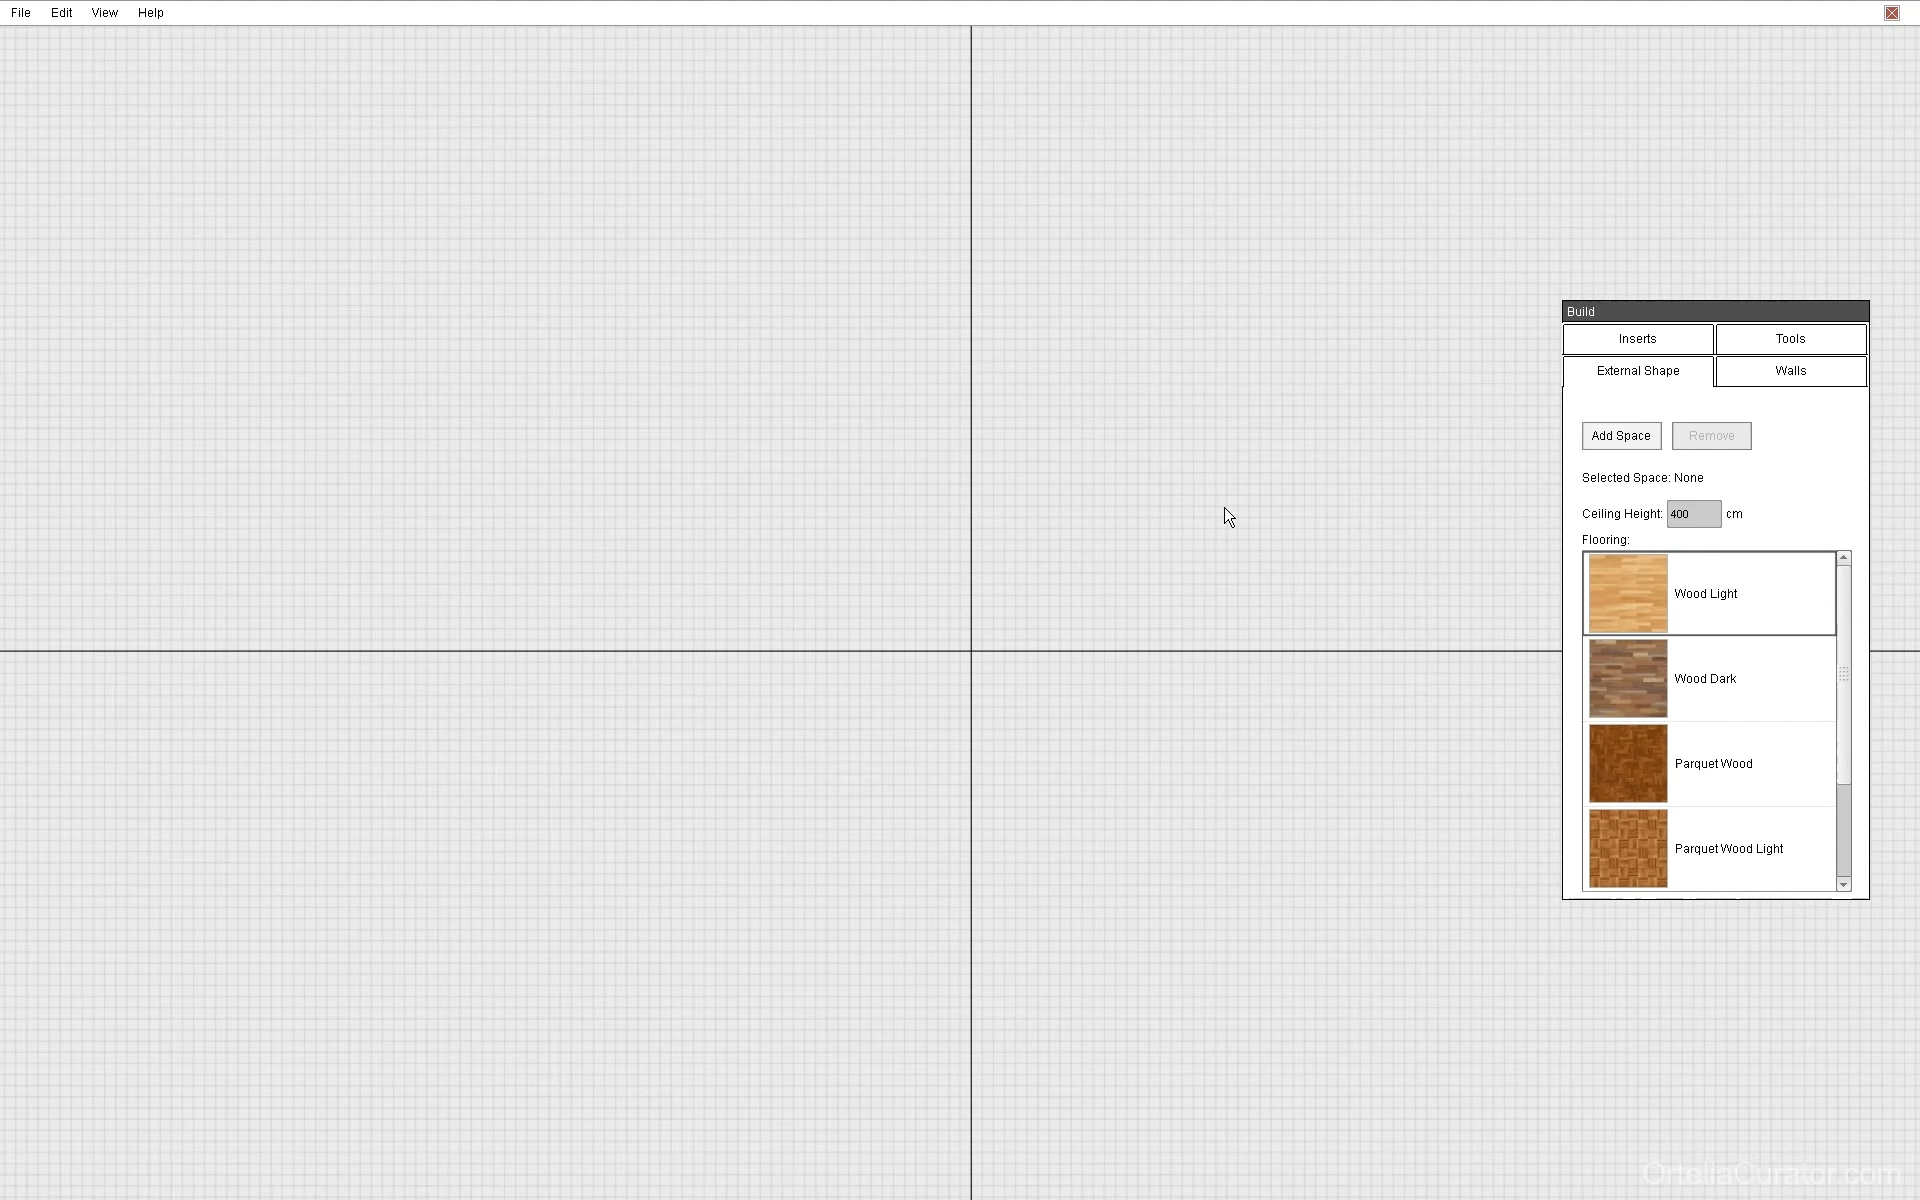 File Edit View Help
Build
Inserts Tools
External Shape Walls
Add Space Remove
Selected Space: None
Ceiling Height: 400 cm
Flooring:
Wood Light
Wood Dark
Parquet Wood
Parquet Wood Light
OrteliaCurator.com